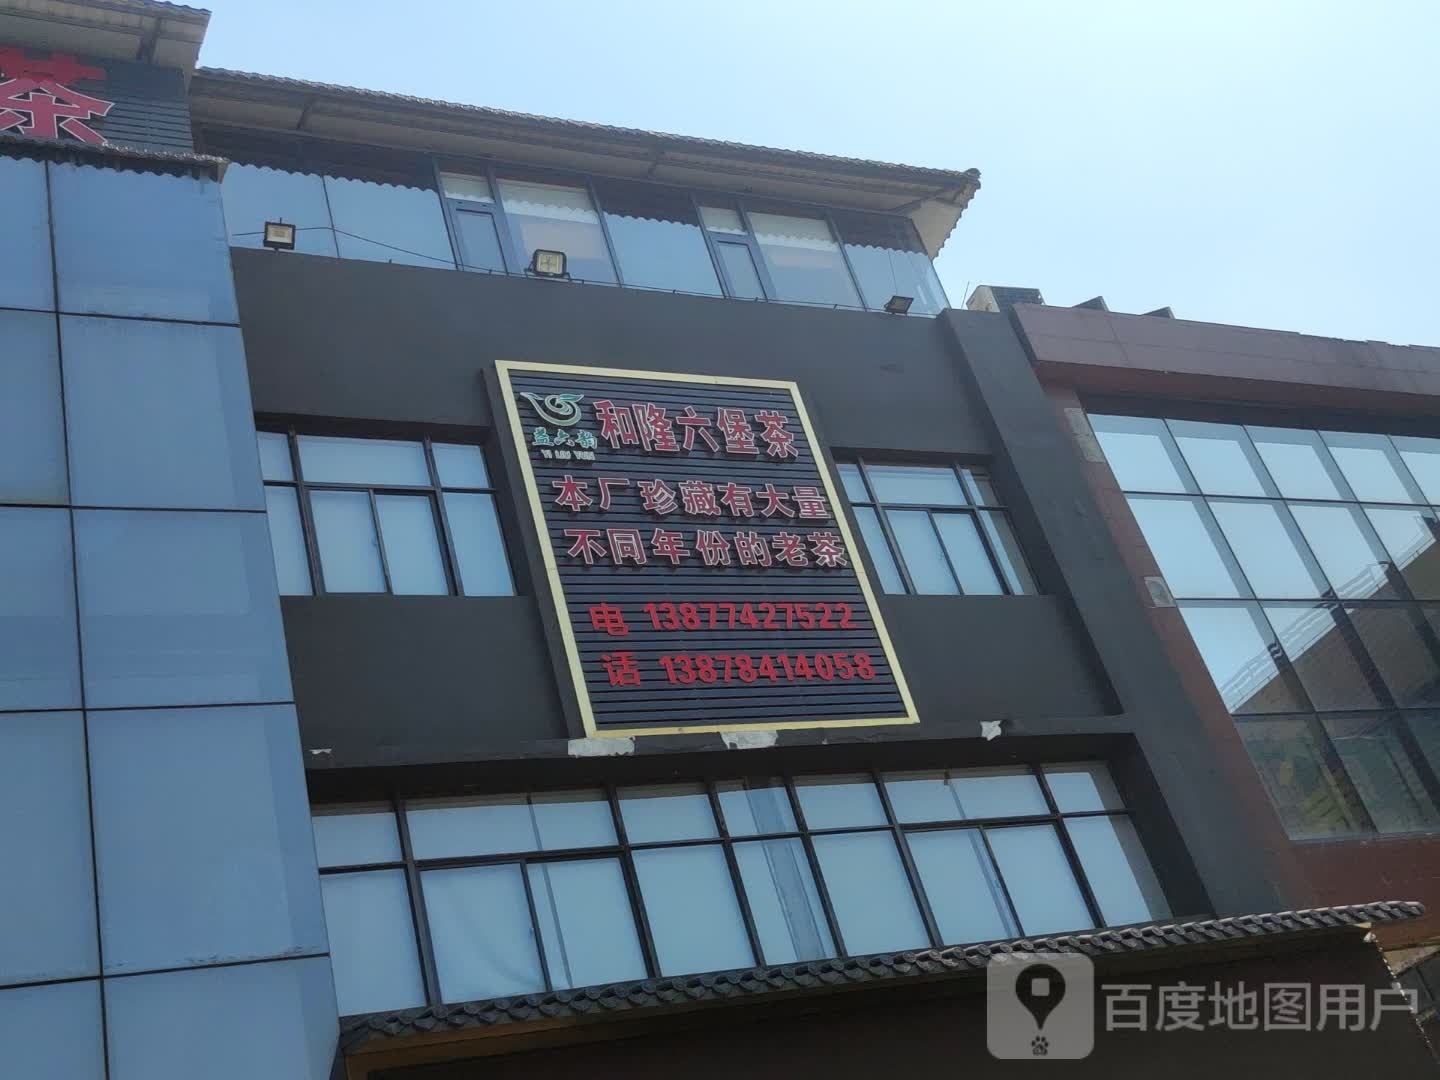 茶
益六韵
YI LIU YUN
和隆六堡茶
本厂珍藏有大量
不同年份的老茶
电 13877427522
话 13878414058
百度地图用户